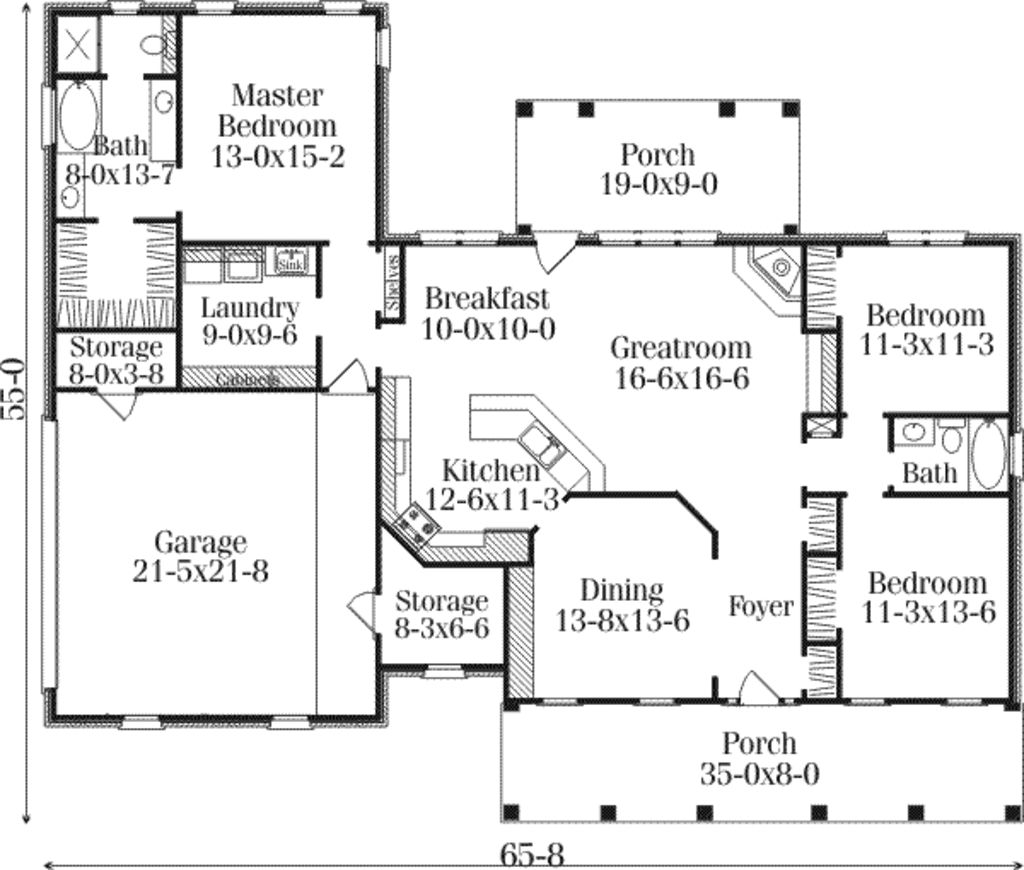 Master
Bedroom
13-0x15-2
Bath
8-0x13-7
Porch
19-0x9-0
Sink
Shelves
Laundry
9-0x9-6
Breakfast
10-0x10-0
Greatroom
16-6x16-6
Bedroom
11-3x11-3
Storage
8-0x3-8
Cabinets
55-0
Kitchen
12-6x11-3
Bath
Garage
21-5x21-8
Storage
8-3x6-6
Dining
13-8x13-6
Foyer
Bedroom
11-3x13-6
Porch
35-0x8-0
65-8